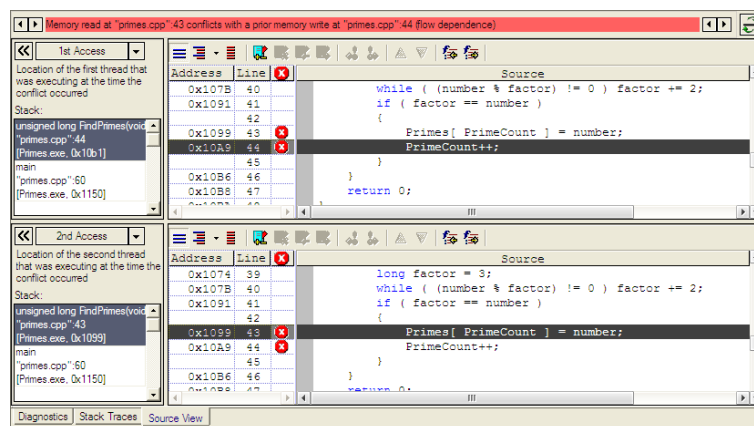 Memory read at "primes.cpp":43 conflicts with a prior memory write at "primes.cpp":44 (flow dependence)
1st Access
Location of the first thread that
was executing at the time the
conflict occurred
Stack:
unsigned long FindPrimes(void
"primes.cpp":44
[Primes.exe, 0x10b1]
main
"primes.cpp":60
[Primes.exe, 0x1150]
Address Line Source
0x107B 40 while ( (number % factor) != 0 ) factor += 2;
0x1091 41 if ( factor == number )
42 {
0x1099 43 Primes[ PrimeCount ] = number;
0x10A9 44 PrimeCount++;
45 }
0x10B6 46 }
0x10B8 47 return 0;
2nd Access
Location of the second thread
that was executing at the time the
conflict occurred
Stack:
unsigned long FindPrimes(void
"primes.cpp":43
[Primes.exe, 0x1099]
main
"primes.cpp":60
[Primes.exe, 0x1150]
Address Line Source
0x1074 39 long factor = 3;
0x107B 40 while ( (number % factor) != 0 ) factor += 2;
0x1091 41 if ( factor == number )
42 {
0x1099 43 Primes[ PrimeCount ] = number;
0x10A9 44 PrimeCount++;
45 }
0x10B6 46 }
0x10B8 47 return 0;
Diagnostics Stack Traces Source View